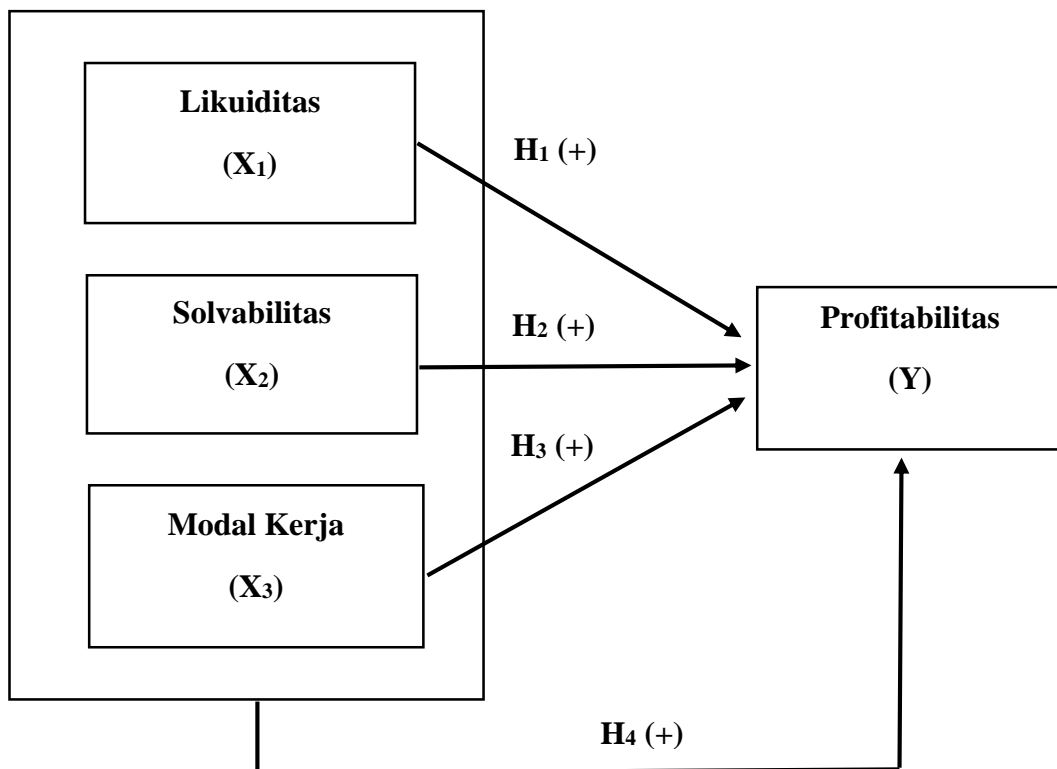 Likuiditas
(X₁)
H₁ (+)
Solvabilitas
(X₂)
H₂ (+)
Profitabilitas
(Y)
H₃ (+)
Modal Kerja
(X₃)
H₄ (+)